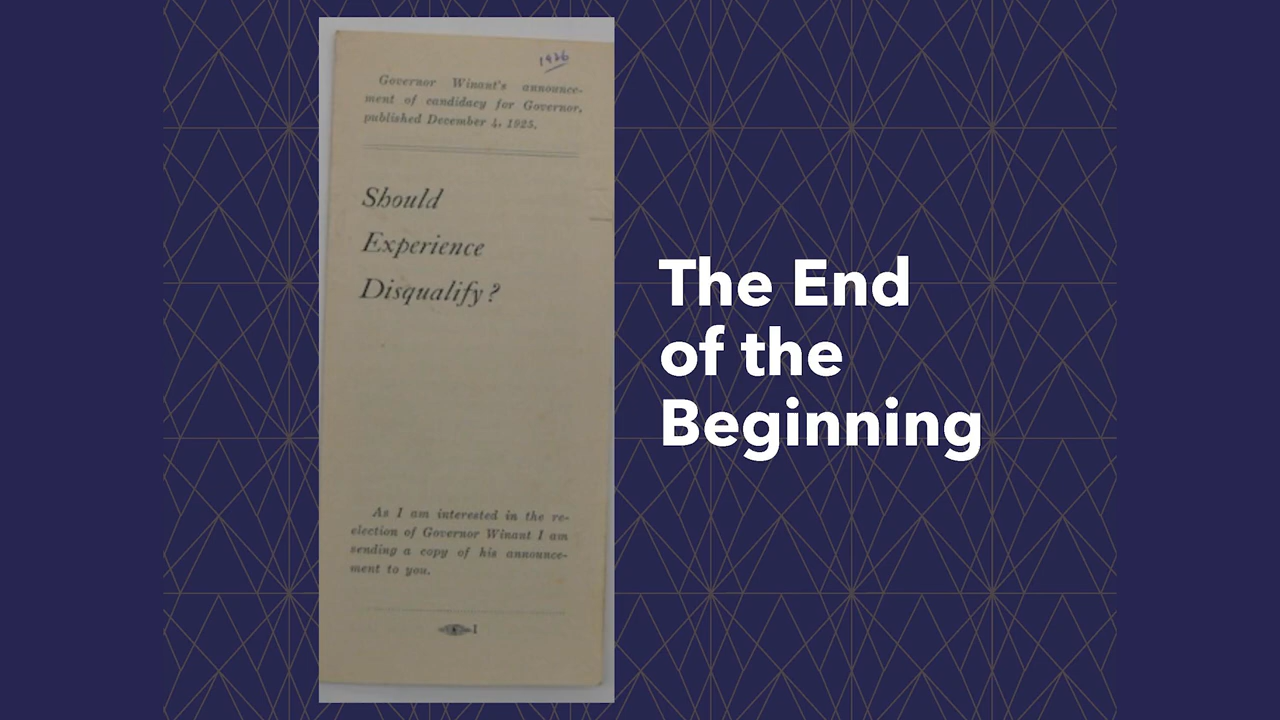 1926
Governor Winant's announce-
ment of candidacy for Governor,
published December 4, 1925.
Should
Experience
Disqualify?
As I am interested in the re-
election of Governor Winant I am
sending a copy of his announce-
ment to you.
1
The End
of the
Beginning